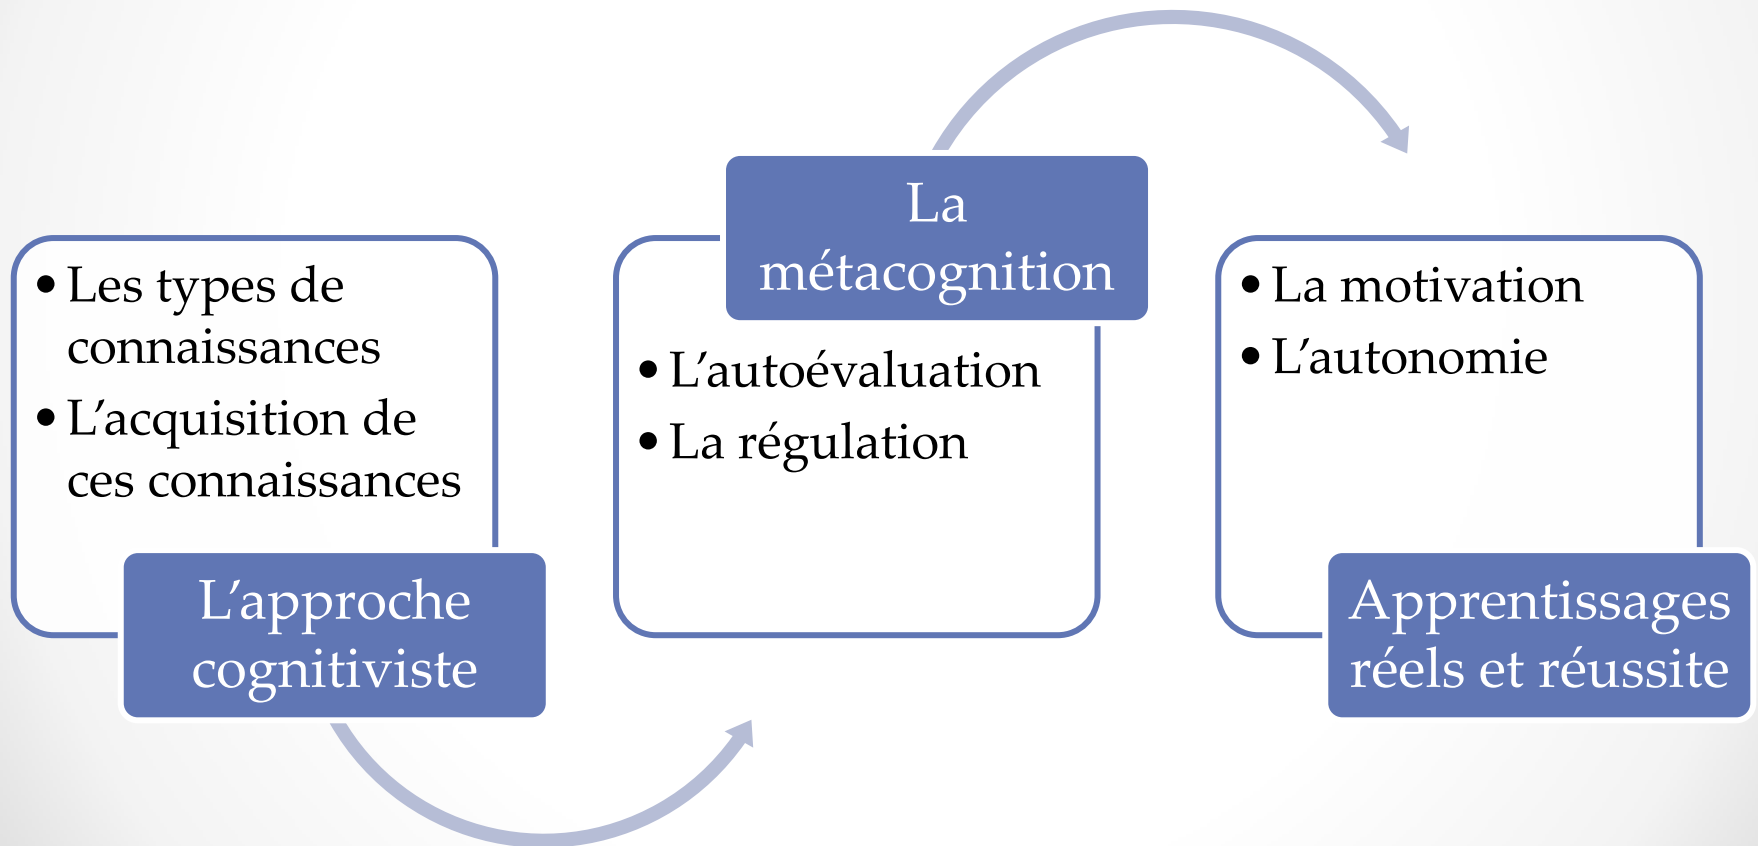 • Les types de
connaissances
• L’acquisition de
ces connaissances
L’approche
cognitiviste
La
métacognition
• L’autoévaluation
• La régulation
• La motivation
• L’autonomie
Apprentissages
réels et réussite